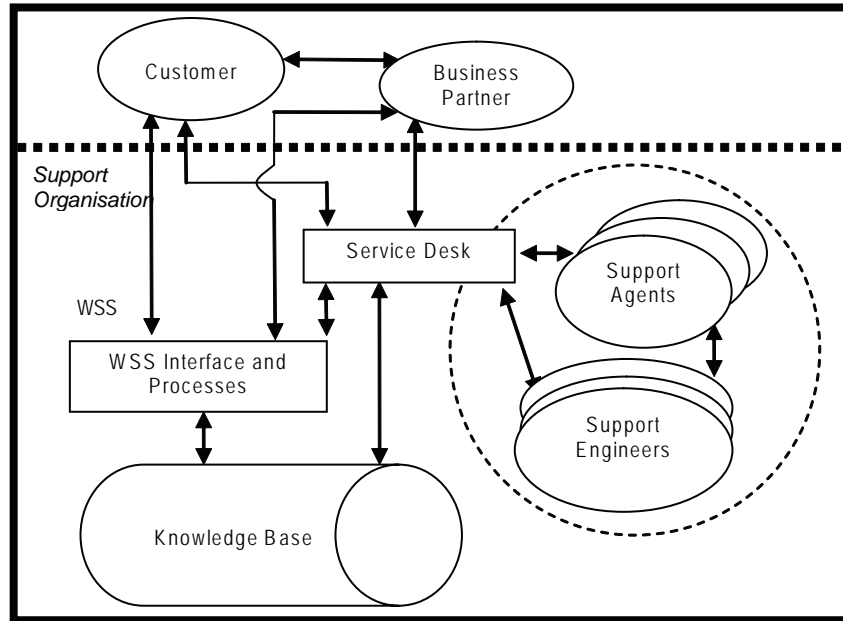 Customer
Business
Partner
Support
Organisation
Service Desk
Support
Agents
WSS
WSS Interface and
Processes
Support
Engineers
Knowledge Base